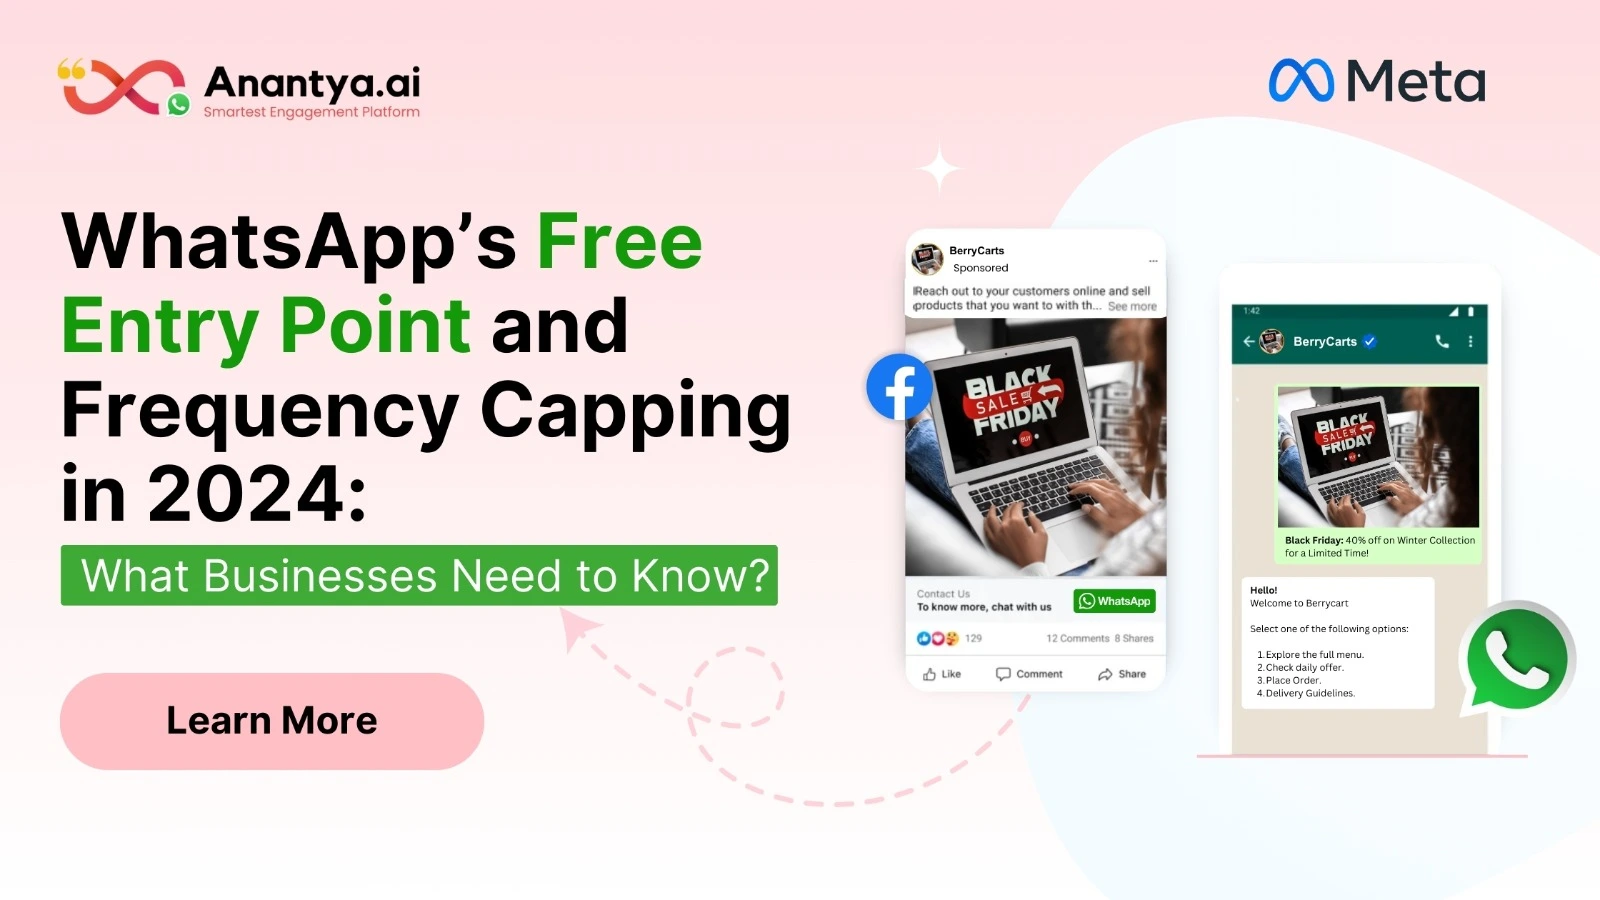 Anantya.ai
Smartest Engagement Platform
Meta
WhatsApp's Free
Entry Point and
Frequency Capping
in 2024:
What Businesses Need to Know?
Learn More
BerryCarts
Sponsored
Reach out to your customers online and sell
products that you want to with th... See more
BLACK
SALE
FRIDAY
BUY
Contact Us
To know more, chat with us
WhatsApp
129
12 Comments 8 Shares
Like
Comment
Share
1:42
BerryCarts
BLACK
SALE
FRIDAY
Black Friday: 40% off on Winter Collection
for a Limited Time!
Hello!
Welcome to Berrycart
Select one of the following options:
1. Explore the full menu.
2. Check daily offer.
3. Place Order.
4. Delivery Guidelines.